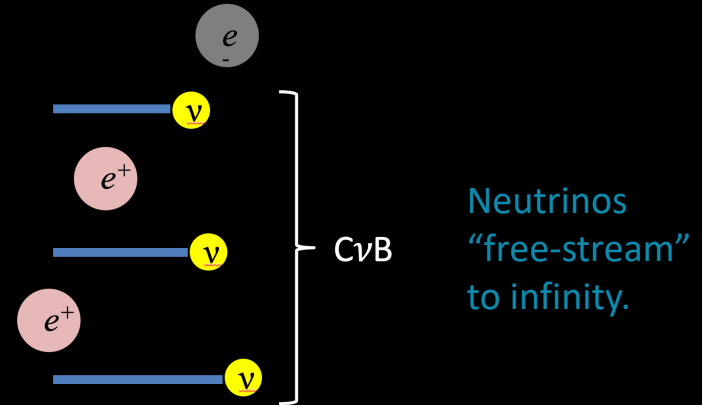 e
-
ν
e⁺
ν
e⁺
ν
CνB
Neutrinos
“free-stream”
to infinity.